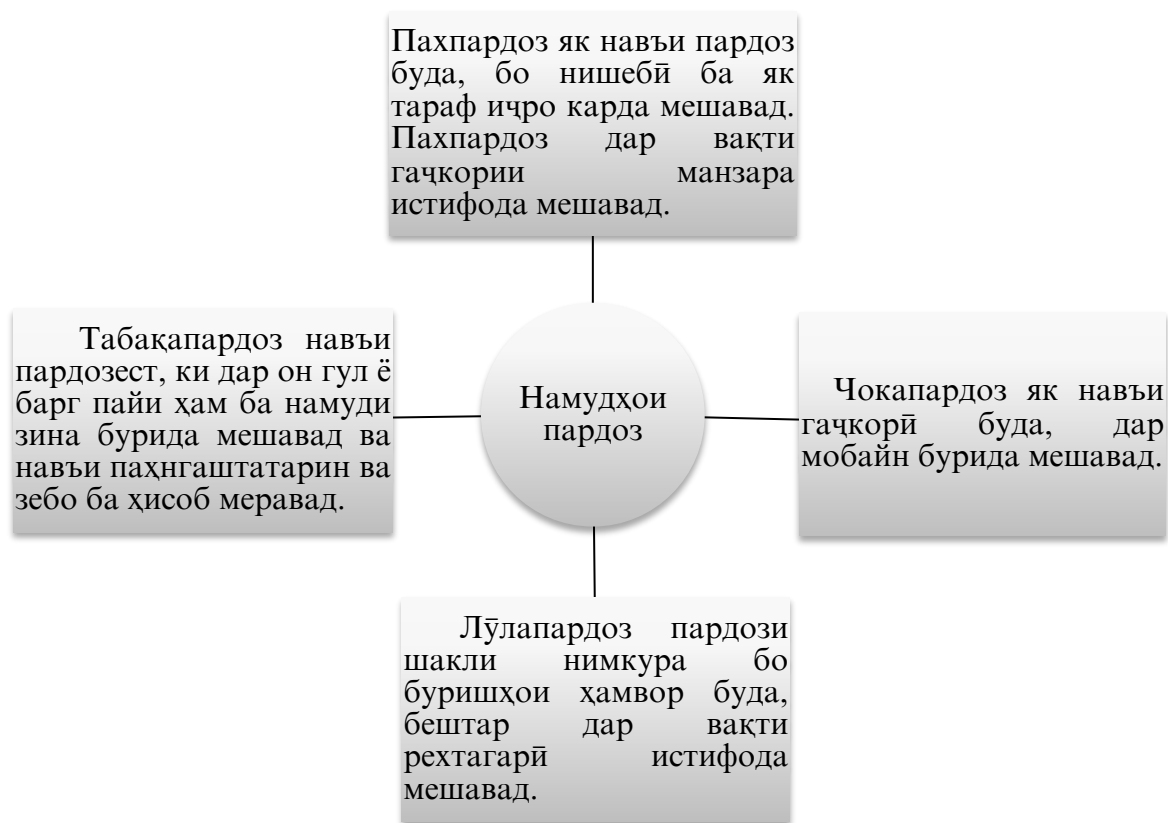 Пахпардоз як навъи пардоз
буда, бо нишебӣ ба як
тараф иҷро карда мешавад.
Пахпардоз дар вақти
гаҷкории манзара
истифода мешавад.
Табақапардоз навъи
пардозест, ки дар он гул ё
барг пайи ҳам ба намуди
зина бурида мешавад ва
навъи паҳнгаштатарин ва
зебо ба ҳисоб меравад.
Намудҳои
пардоз
Чокапардоз як навъи
гаҷкорӣ буда, дар
мобайн бурида мешавад.
Лӯлапардоз пардози
шакли нимкура бо
буришҳои ҳамвор буда,
бештар дар вақти
рехтагарӣ истифода
мешавад.